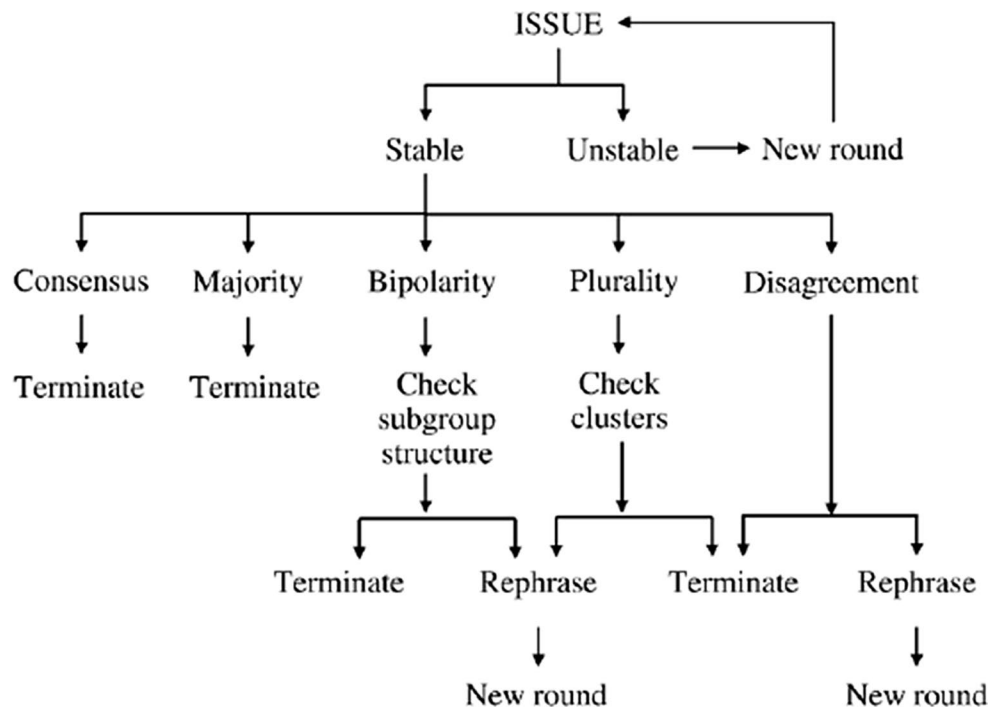 ISSUE
Stable
Unstable
New round
Consensus
Majority
Bipolarity
Plurality
Disagreement
Terminate
Terminate
Check
subgroup
structure
Check
clusters
Terminate
Rephrase
Terminate
Rephrase
New round
New round